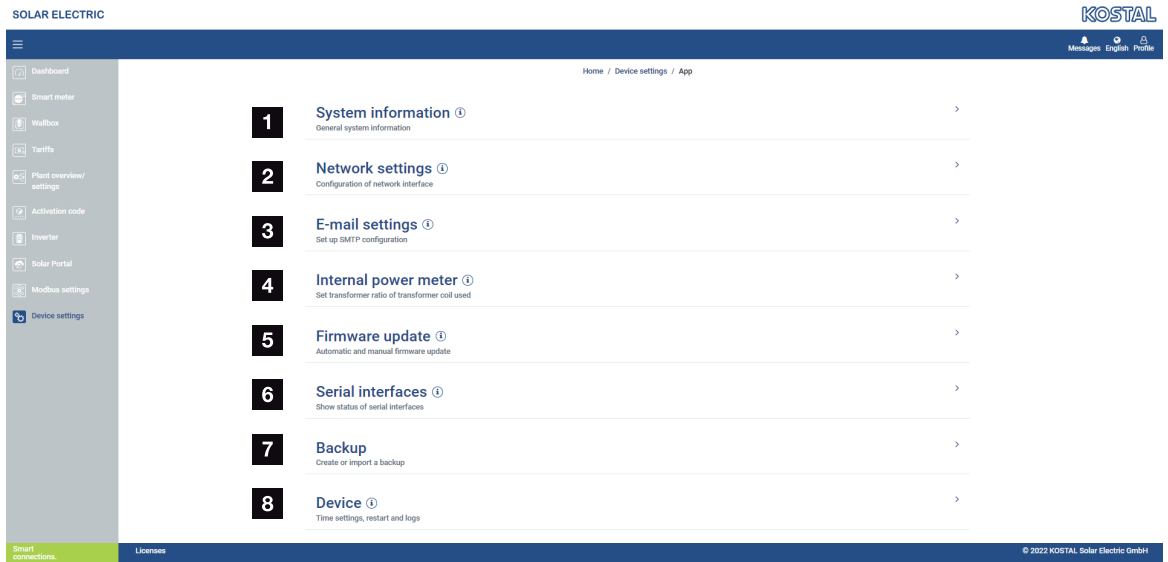 SOLAR ELECTRIC
KOSTAL
Messages English Profile
Home / Device settings / App
Dashboard
Smart meter
Wallbox
Tariffs
Plant overview/
settings
Activation code
Inverter
Solar Portal
Modbus settings
Device settings
1
System information
General system information
2
Network settings
Configuration of network interface
3
E-mail settings
Set up SMTP configuration
4
Internal power meter
Set transformer ratio of transformer coil used
5
Firmware update
Automatic and manual firmware update
6
Serial interfaces
Show status of serial interfaces
7
Backup
Create or import a backup
8
Device
Time settings, restart and logs
Smart
connections.
Licenses
© 2022 KOSTAL Solar Electric GmbH